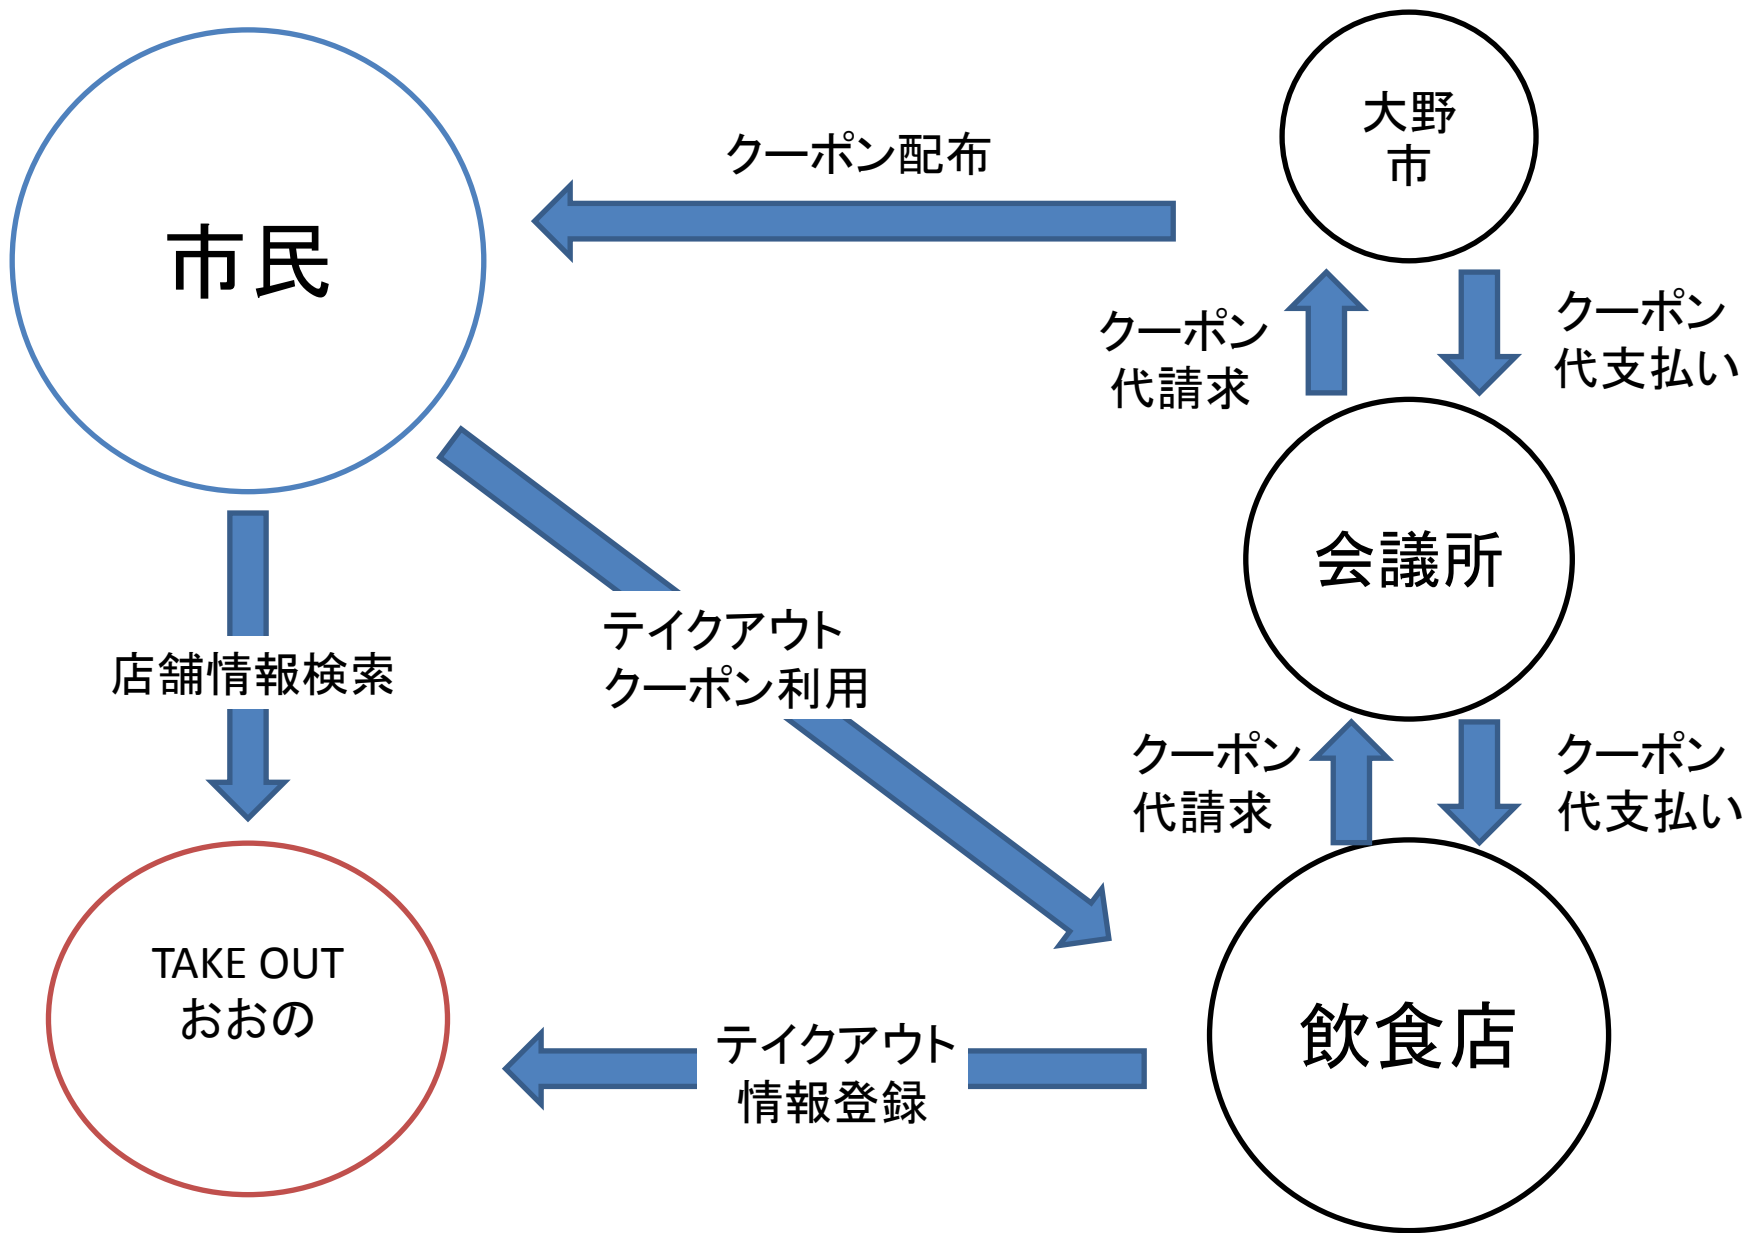 大野
市
クーポン配布
市民
クーポン
代請求
クーポン
代支払い
会議所
テイクアウト
クーポン利用
店舗情報検索
クーポン
代請求
クーポン
代支払い
TAKE OUT
おおの
飲食店
テイクアウト
情報登録